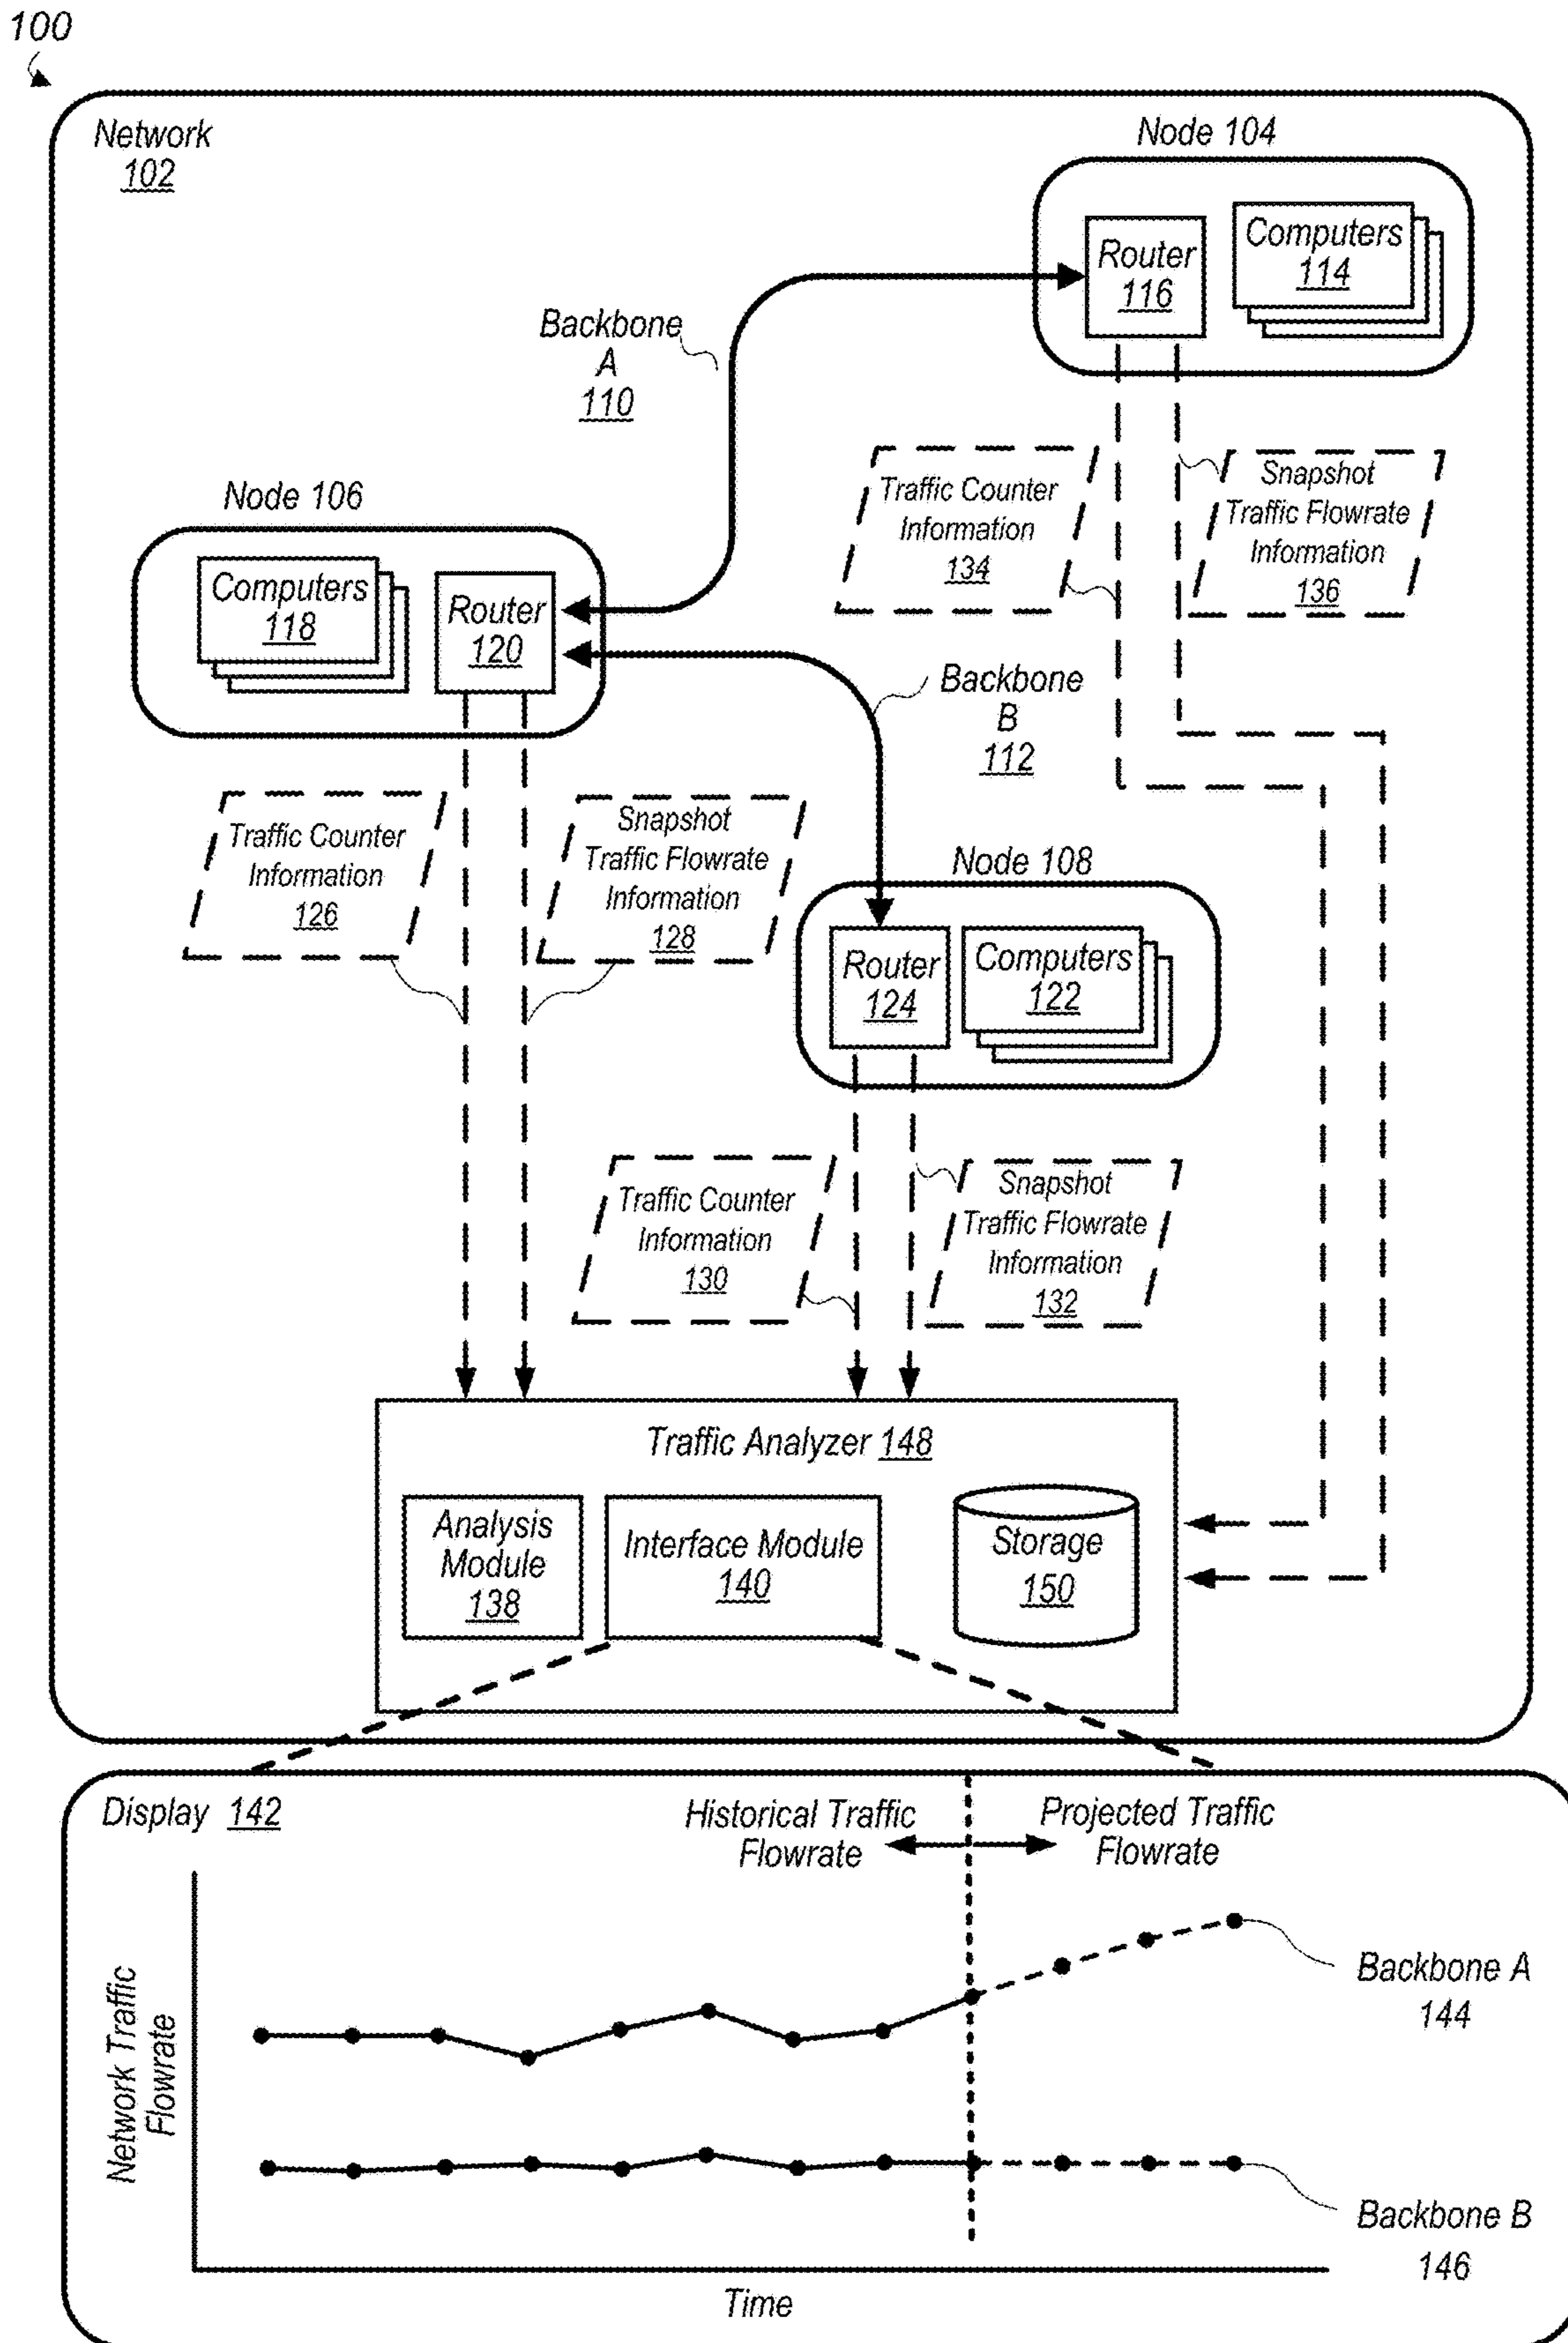 100
Network
102
Node 104
Router
116
Computers
114
Backbone
A
110
Node 106
Computers
118
Router
120
Traffic Counter
Information
134
Snapshot
Traffic Flowrate
Information
136
Backbone
B
112
Traffic Counter
Information
126
Snapshot
Traffic Flowrate
Information
128
Node 108
Router
124
Computers
122
Traffic Counter
Information
130
Snapshot
Traffic Flowrate
Information
132
Traffic Analyzer 148
Analysis
Module
138
Interface Module
140
Storage
150
Display 142
Historical Traffic
Flowrate
Projected Traffic
Flowrate
Network Traffic
Flowrate
Backbone A
144
Backbone B
146
Time